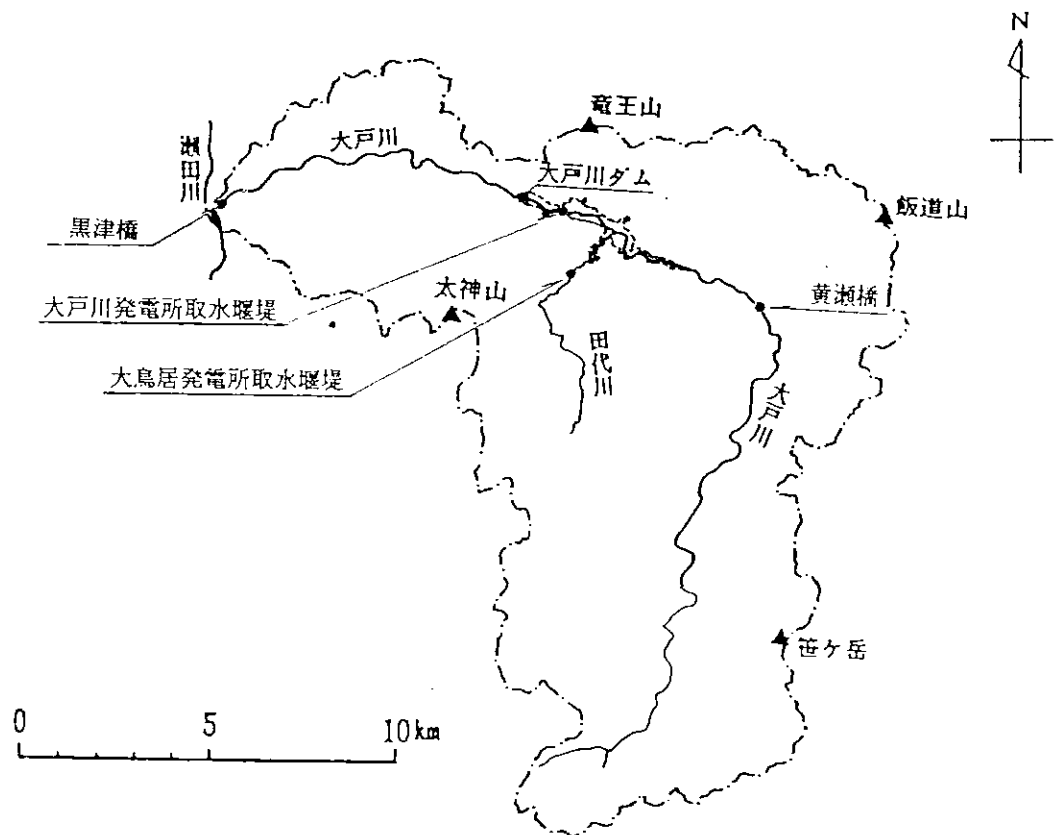 N
竜王山
瀬田川
大戸川
大戸川ダム
飯道山
黒津橋
大戸川発電所取水堰堤
太神山
黄瀬橋
大鳥居発電所取水堰堤
田代川
大戸川
笹ケ岳
0 5 10km